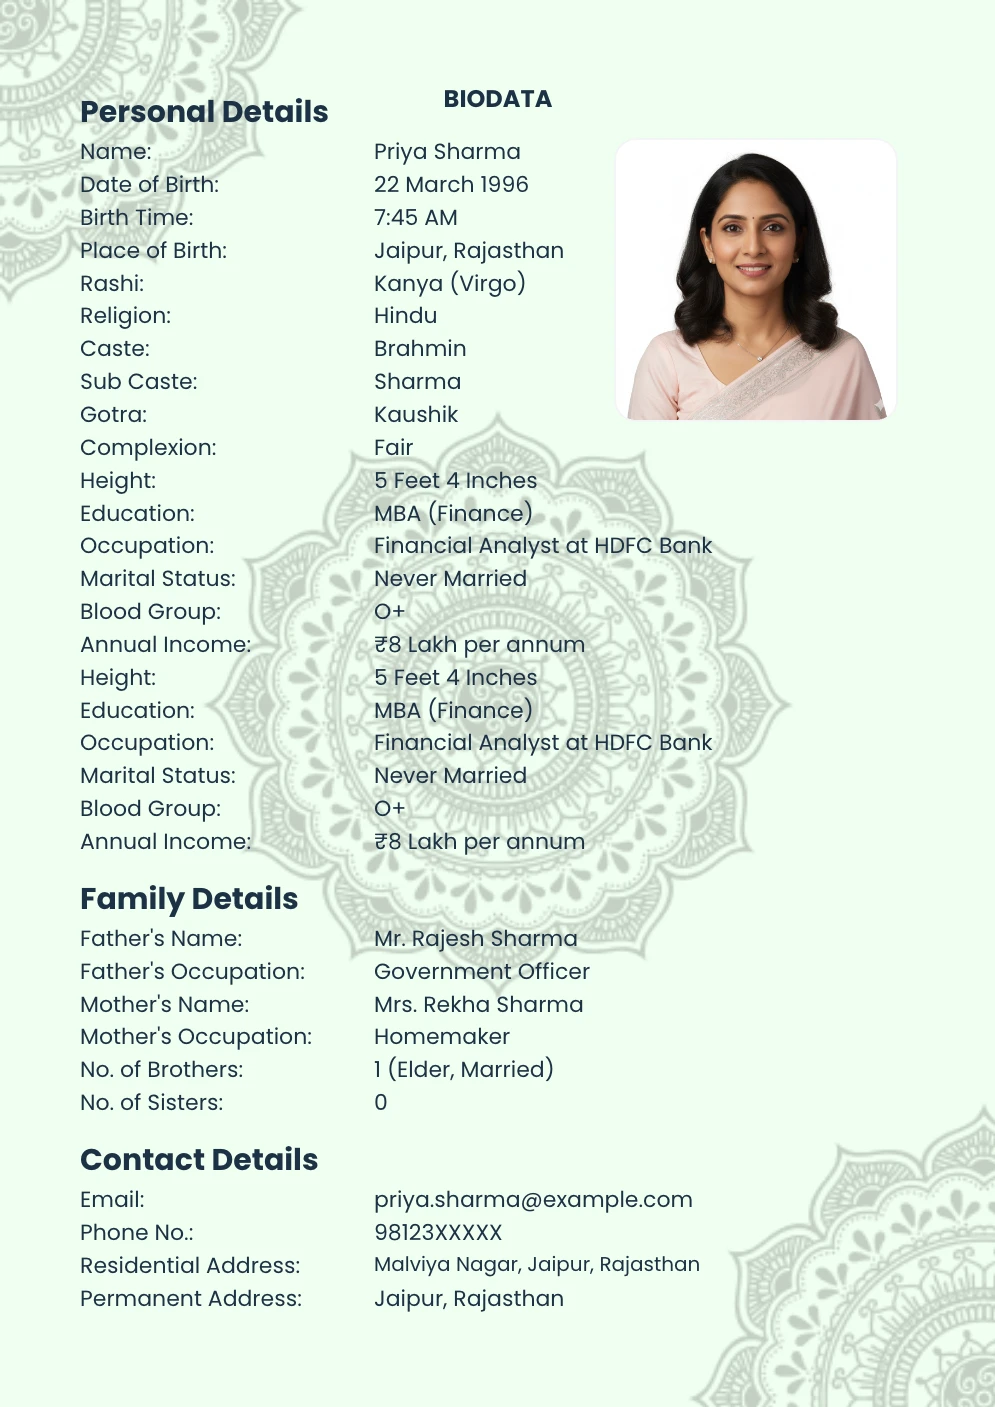 BIODATA
Personal Details
Name: Priya Sharma
Date of Birth: 22 March 1996
Birth Time: 7:45 AM
Place of Birth: Jaipur, Rajasthan
Rashi: Kanya (Virgo)
Religion: Hindu
Caste: Brahmin
Sub Caste: Sharma
Gotra: Kaushik
Complexion: Fair
Height: 5 Feet 4 Inches
Education: MBA (Finance)
Occupation: Financial Analyst at HDFC Bank
Marital Status: Never Married
Blood Group: O+
Annual Income: ₹8 Lakh per annum
Height: 5 Feet 4 Inches
Education: MBA (Finance)
Occupation: Financial Analyst at HDFC Bank
Marital Status: Never Married
Blood Group: O+
Annual Income: ₹8 Lakh per annum
Family Details
Father's Name: Mr. Rajesh Sharma
Father's Occupation: Government Officer
Mother's Name: Mrs. Rekha Sharma
Mother's Occupation: Homemaker
No. of Brothers: 1 (Elder, Married)
No. of Sisters: 0
Contact Details
Email: priya.sharma@example.com
Phone No.: 98123XXXXX
Residential Address: Malviya Nagar, Jaipur, Rajasthan
Permanent Address: Jaipur, Rajasthan